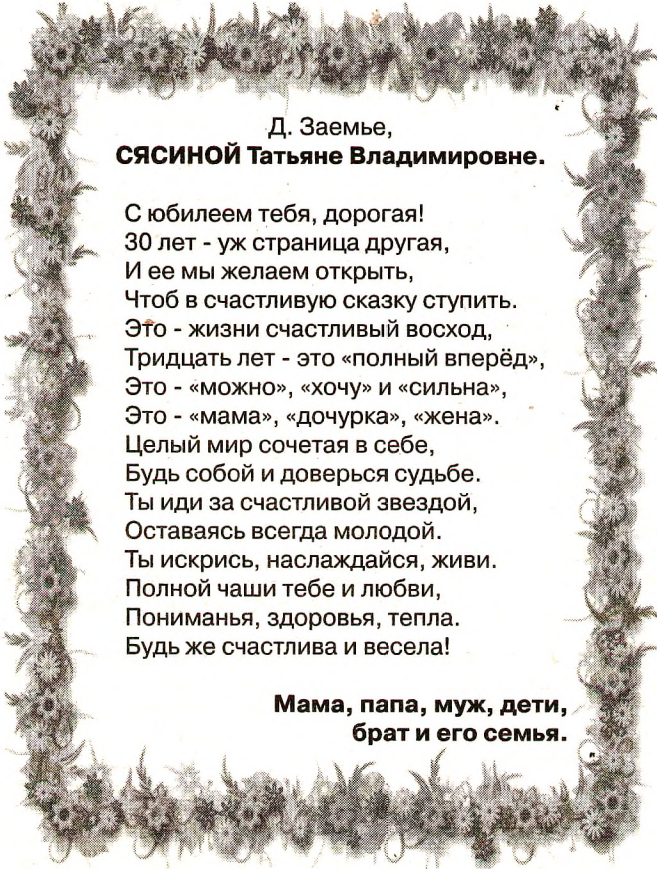 Д. Заемье,
СЯСИНОЙ Татьяне Владимировне.
С юбилеем тебя, дорогая!
30 лет - уж страница другая,
И ее мы желаем открыть,
Чтоб в счастливую сказку ступить.
Это - жизни счастливый восход,
Тридцать лет - это «полный вперёд»,
Это - «можно», «хочу» и «сильна»,
Это - «мама», «дочурка», «жена».
Целый мир сочетая в себе,
Будь собой и доверься судьбе.
Ты иди за счастливой звездой,
Оставаясь всегда молодой.
Ты искрись, наслаждайся, живи.
Полной чаши тебе и любви,
Пониманья, здоровья, тепла.
Будь же счастлива и весела!
Мама, папа, муж, дети,
брат и его семья.